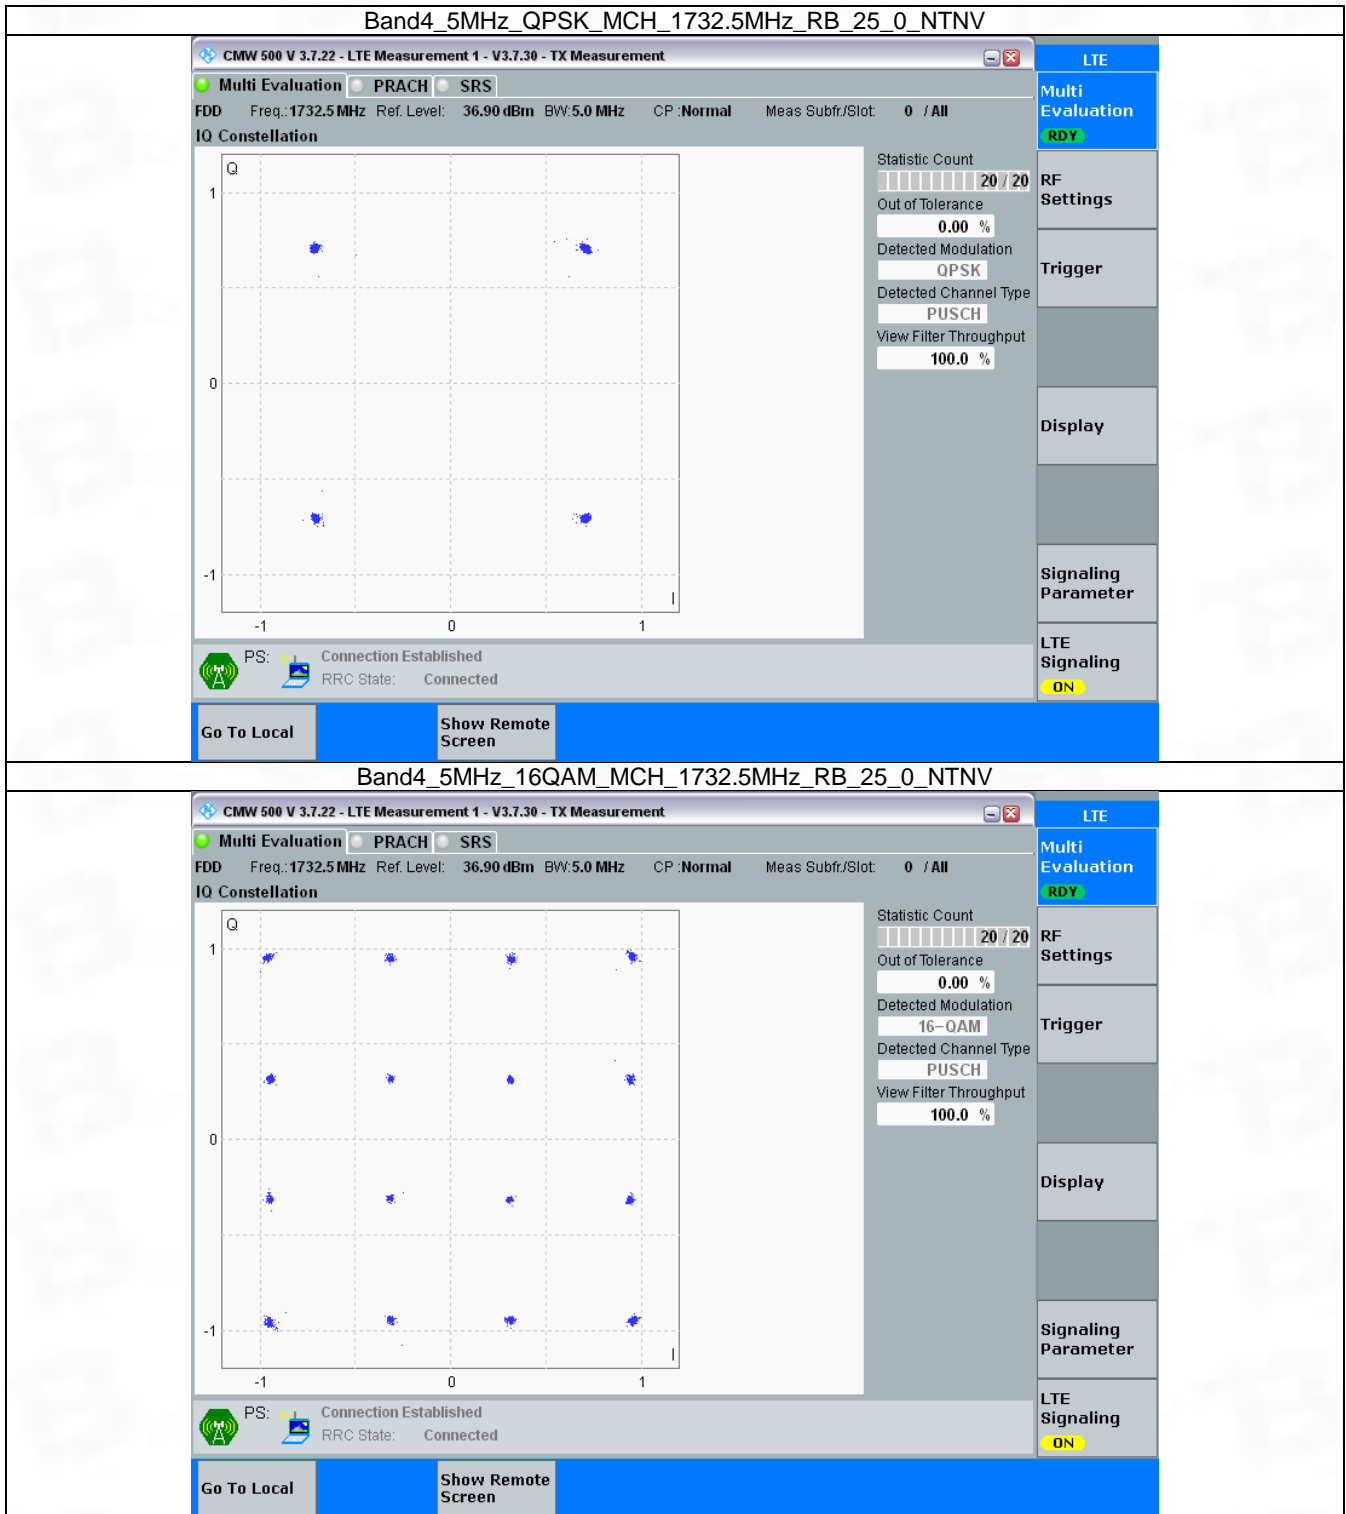 Band4_5MHz_QPSK_MCH_1732.5MHz_RB_25_0_NTNV
CMW 500 V 3.7.22 - LTE Measurement 1 - V3.7.30 - TX Measurement
LTE
Multi Evaluation PRACH SRS
Multi
Evaluation
RDY
FDD Freq.: 1732.5 MHz Ref. Level: 36.90 dBm BW: 5.0 MHz CP : Normal Meas Subfr./Slot: 0 / All
IQ Constellation
Q
1
0
-1
I
-1 0 1
Statistic Count
20 / 20
Out of Tolerance
0.00 %
Detected Modulation
QPSK
Detected Channel Type
PUSCH
View Filter Throughput
100.0 %
RF
Settings
Trigger
Display
Signaling
Parameter
LTE
Signaling
ON
PS: Connection Established
RRC State: Connected
Go To Local
Show Remote
Screen
Band4_5MHz_16QAM_MCH_1732.5MHz_RB_25_0_NTNV
CMW 500 V 3.7.22 - LTE Measurement 1 - V3.7.30 - TX Measurement
LTE
Multi Evaluation PRACH SRS
Multi
Evaluation
RDY
FDD Freq.: 1732.5 MHz Ref. Level: 36.90 dBm BW: 5.0 MHz CP : Normal Meas Subfr./Slot: 0 / All
IQ Constellation
Q
1
0
-1
I
-1 0 1
Statistic Count
20 / 20
Out of Tolerance
0.00 %
Detected Modulation
16-QAM
Detected Channel Type
PUSCH
View Filter Throughput
100.0 %
RF
Settings
Trigger
Display
Signaling
Parameter
LTE
Signaling
ON
PS: Connection Established
RRC State: Connected
Go To Local
Show Remote
Screen